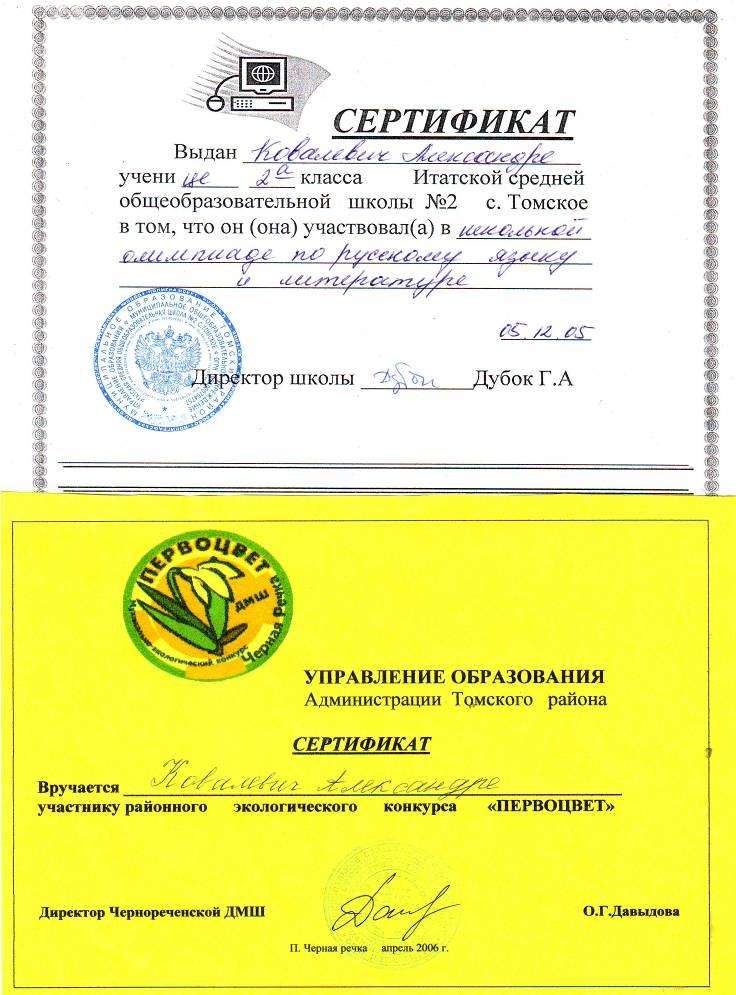 СЕРТИФИКАТ
Выдан Ковалевич Александре
учени це 2а класса Итатской средней
общеобразовательной школы №2 с. Томское
в том, что он (она) участвовал(а) в школьной
олимпиаде по русскому языку
и литературе
05.12.05
Директор школы Дубок Дубок Г.А
ПЕРВОЦВЕТ
ДМШ
Черная Речка
экологический конкурс
УПРАВЛЕНИЕ ОБРАЗОВАНИЯ
Администрации Томского района
СЕРТИФИКАТ
Вручается Ковалевич Александре
участнику районного экологического конкурса «ПЕРВОЦВЕТ»
Директор Чернореченской ДМШ О.Г.Давыдова
П. Черная речка апрель 2006 г.